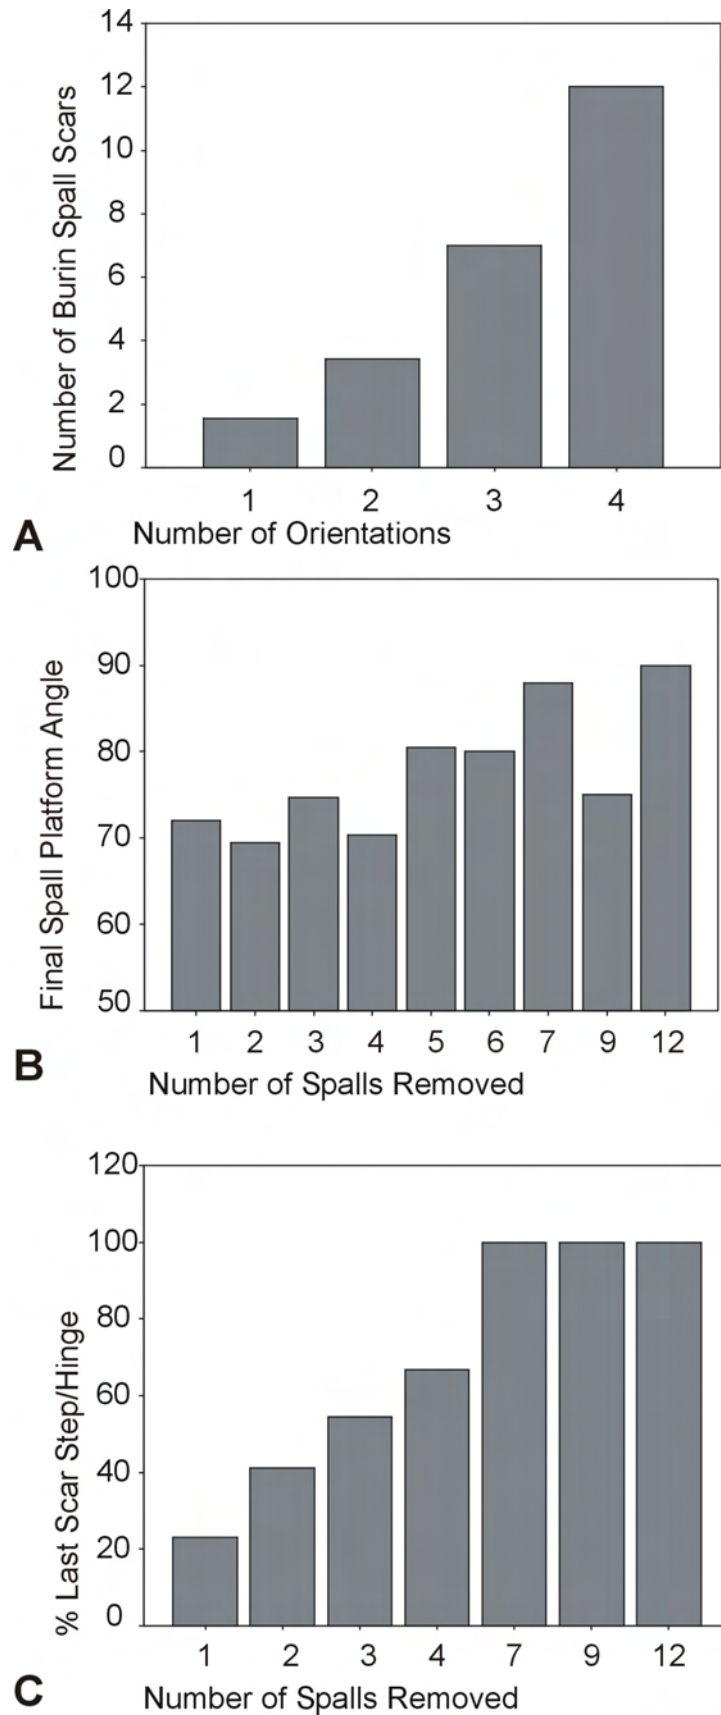 14
12
10
8
6
4
2
0
Number of Burin Spall Scars
1 2 3 4
Number of Orientations
A
100
90
80
70
60
50
Final Spall Platform Angle
1 2 3 4 5 6 7 9 12
Number of Spalls Removed
B
120
100
80
60
40
20
0
% Last Scar Step/Hinge
1 2 3 4 7 9 12
Number of Spalls Removed
C